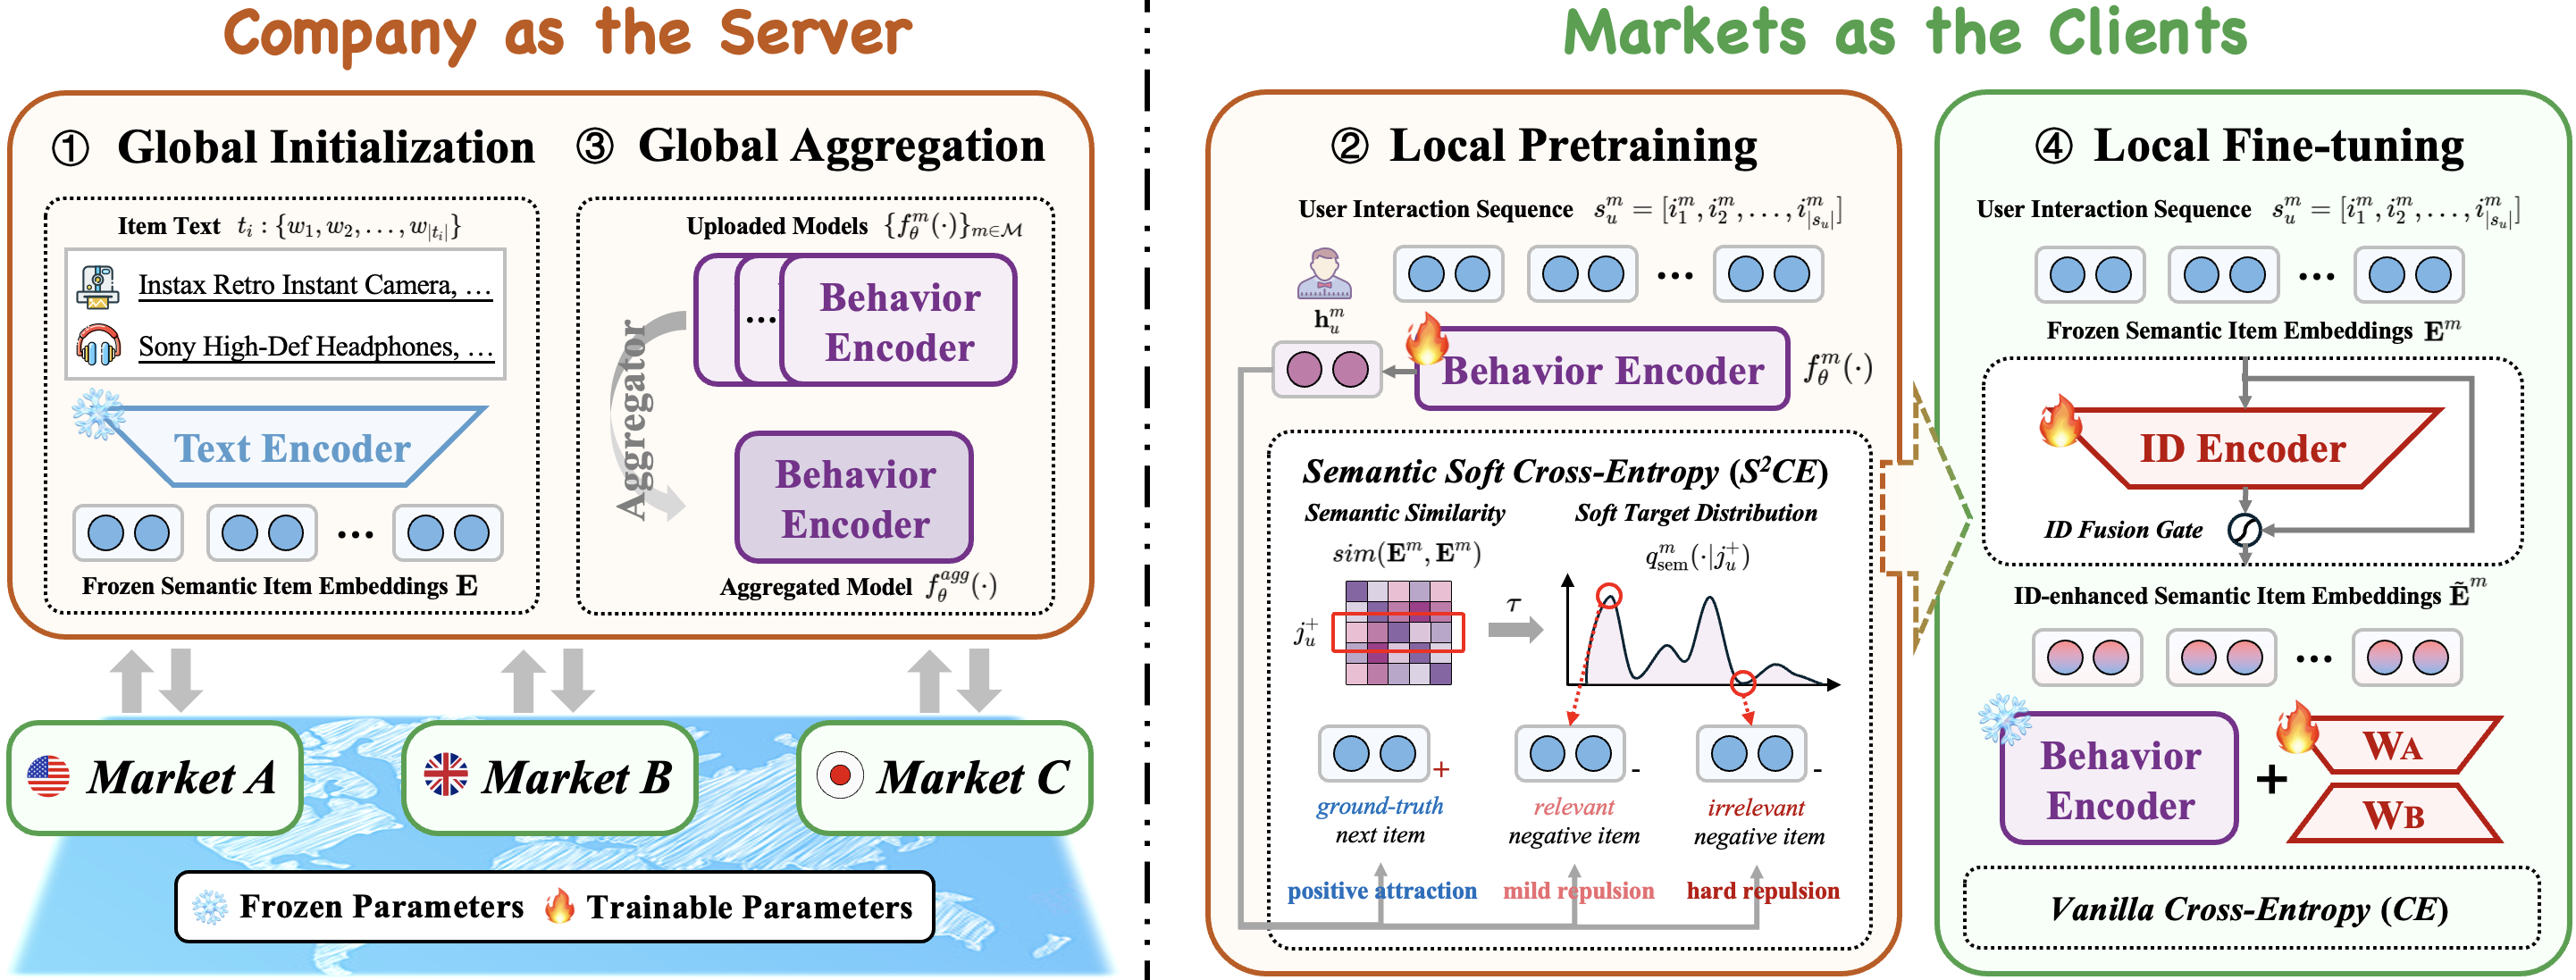 Company as the Server
Markets as the Clients
① Global Initialization
Item Text t_i : {w_1, w_2, . . . , w_{|t_i|}}
Instax Retro Instant Camera, …
Sony High-Def Headphones, …
Text Encoder
...
Frozen Semantic Item Embeddings E
③ Global Aggregation
Uploaded Models {f_θ^m(·)}_{m∈M}
...
Behavior
Encoder
Aggregator
Behavior
Encoder
Aggregated Model f_θ^{agg}(·)
Market A
Market B
Market C
Frozen Parameters
Trainable Parameters
② Local Pretraining
User Interaction Sequence s_u^m = [i_1^m, i_2^m, . . . , i_{|s_u|}^m]
...
h_u^m
Behavior Encoder f_θ^m(·)
Semantic Soft Cross-Entropy (S²CE)
Semantic Similarity
Soft Target Distribution
sim(E^m, E^m)
q_sem^m(·|j_u^+)
j_u^+
τ
+
-
-
ground-truth
next item
relevant
negative item
irrelevant
negative item
positive attraction
mild repulsion
hard repulsion
④ Local Fine-tuning
User Interaction Sequence s_u^m = [i_1^m, i_2^m, . . . , i_{|s_u|}^m]
...
Frozen Semantic Item Embeddings E^m
ID Encoder
ID Fusion Gate
ID-enhanced Semantic Item Embeddings Ẽ^m
...
Behavior
Encoder
+
WA
WB
Vanilla Cross-Entropy (CE)